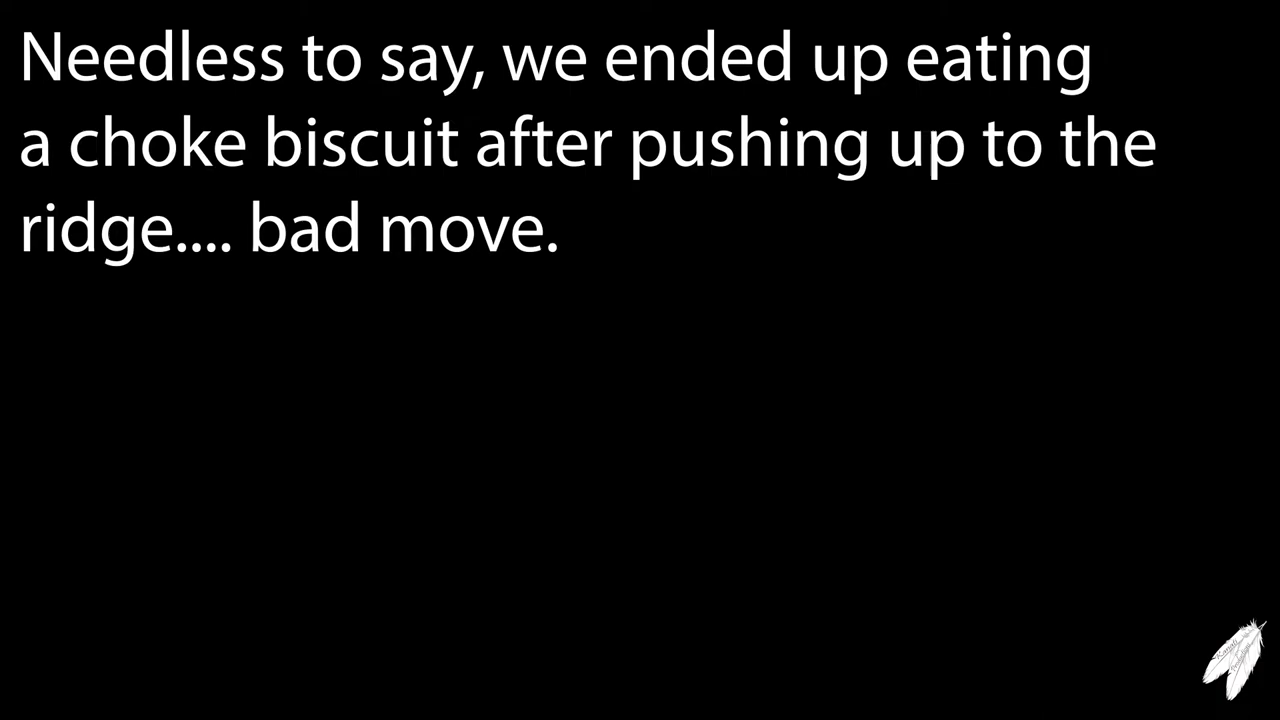 Needless to say, we ended up eating
a choke biscuit after pushing up to the
ridge.... bad move.